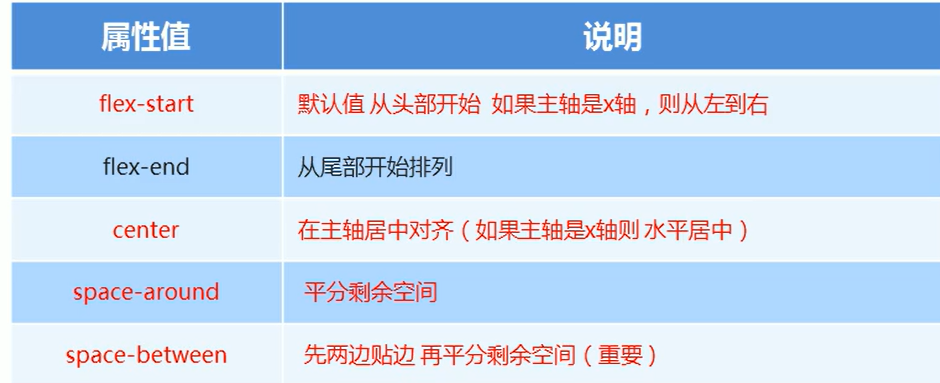 属性值 说明
flex-start 默认值 从头部开始 如果主轴是x轴，则从左到右
flex-end 从尾部开始排列
center 在主轴居中对齐（如果主轴是x轴则 水平居中）
space-around 平分剩余空间
space-between 先两边贴边 再平分剩余空间（重要）